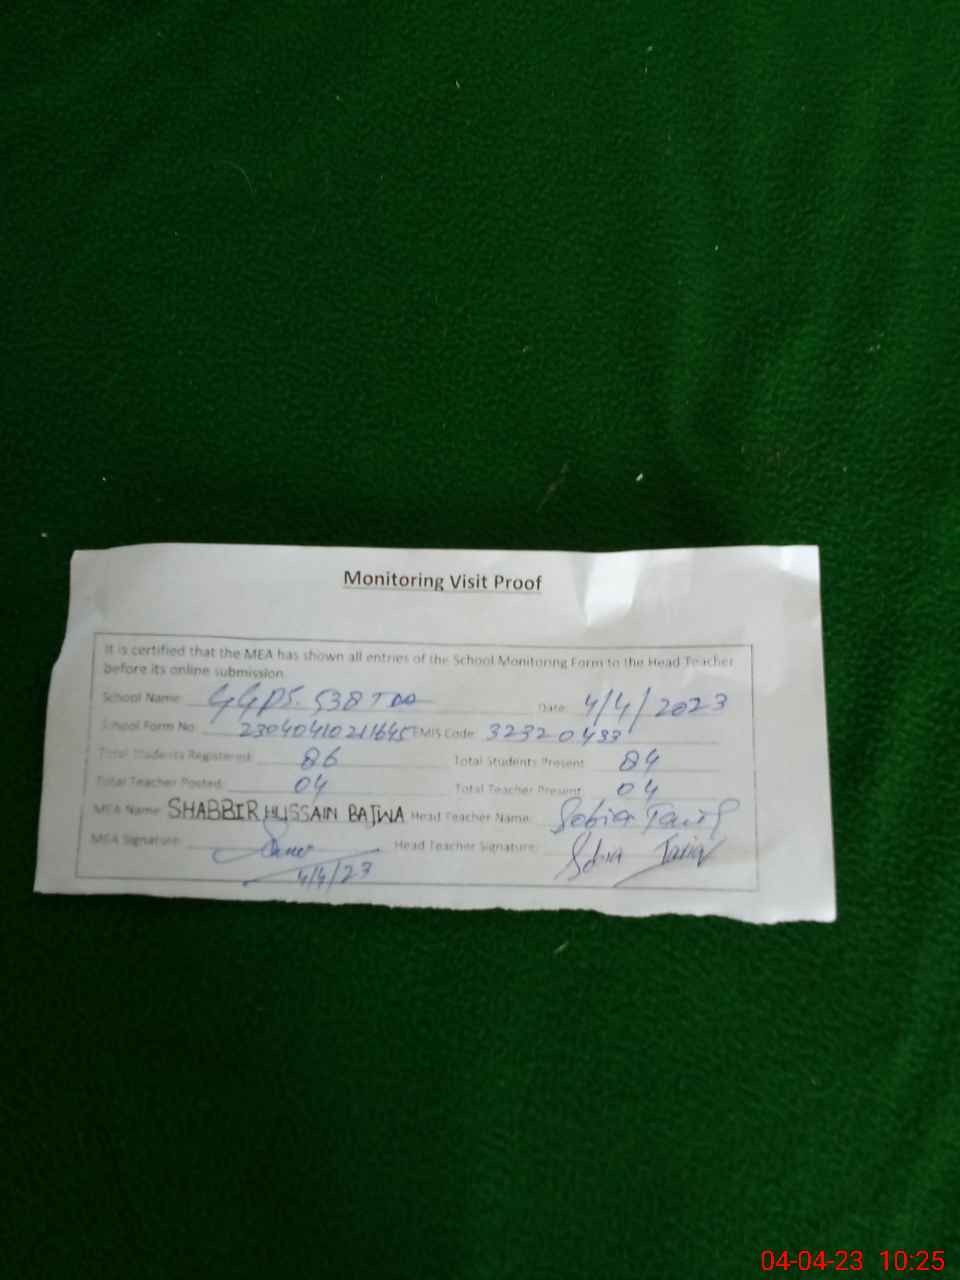 Monitoring Visit Proof
It is certified that the MEA has shown all entries of the School Monitoring Form to the Head Teacher
before its online submission
School Name: GGPS. 538 TDA Date: 4/4/2023
School Form No. 23040410211645 EMIS Code: 32320433
Total Students Registered: 86 Total Students Present: 84
Total Teacher Posted: 04 Total Teacher Present: 04
MEA Name: SHABBIR HUSSAIN BAJWA Head Teacher Name: Sobia Tariq
MEA Signature: Head Teacher Signature: Sobia Tariq
4/4/23
04-04-23 10:25